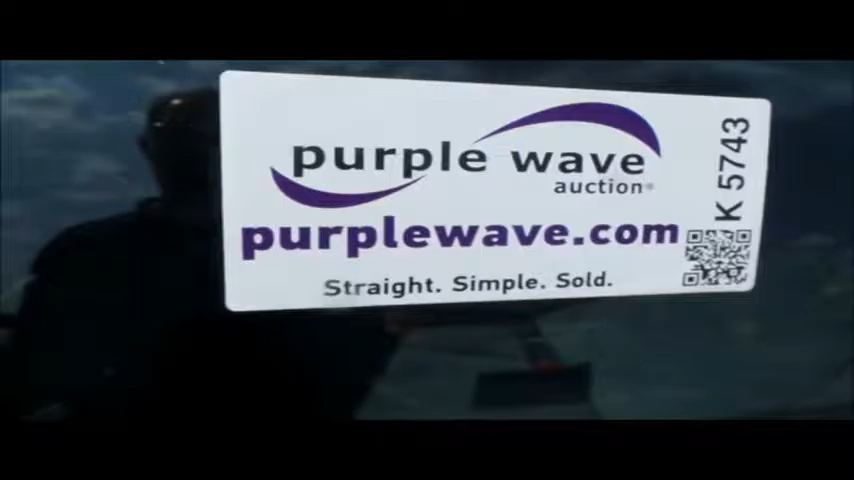 purple wave
auction®
purplewave.com
Straight. Simple. Sold.
K 5743